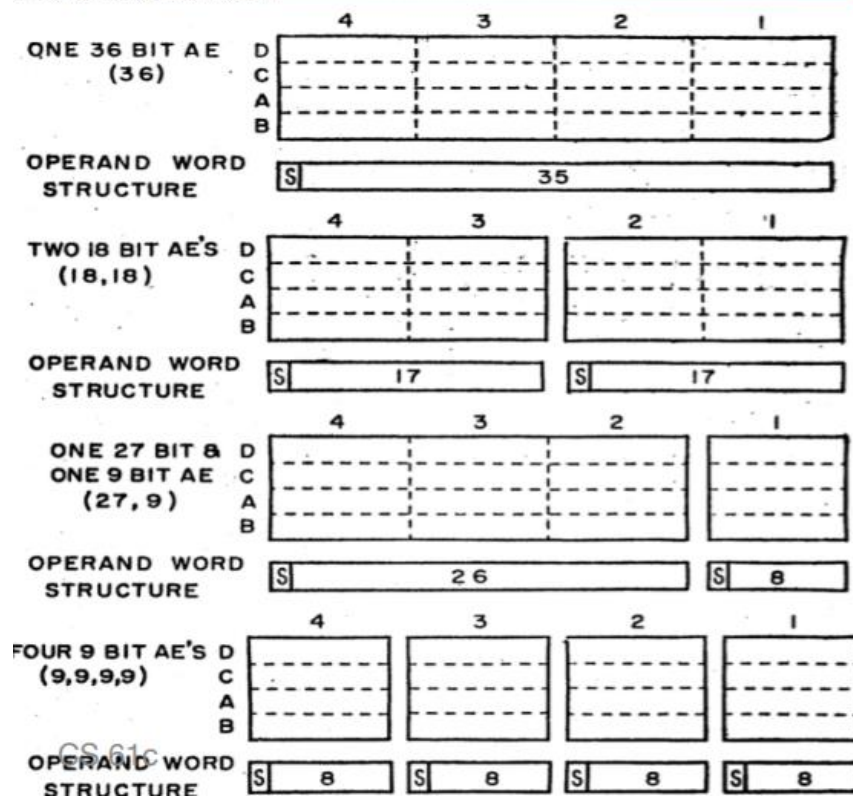 4 3 2 1
ONE 36 BIT AE D
(36) C
A
B
OPERAND WORD
STRUCTURE
S 35
4 3 2 1
TWO 18 BIT AE'S D
(18,18) C
A
B
OPERAND WORD
STRUCTURE
S 17 S 17
4 3 2 1
ONE 27 BIT & D
ONE 9 BIT AE C
(27, 9) A
B
OPERAND WORD
STRUCTURE
S 26 S 8
4 3 2 1
FOUR 9 BIT AE'S D
(9,9,9,9) C
A
B
CS 61c
OPERAND WORD
STRUCTURE
S 8 S 8 S 8 S 8